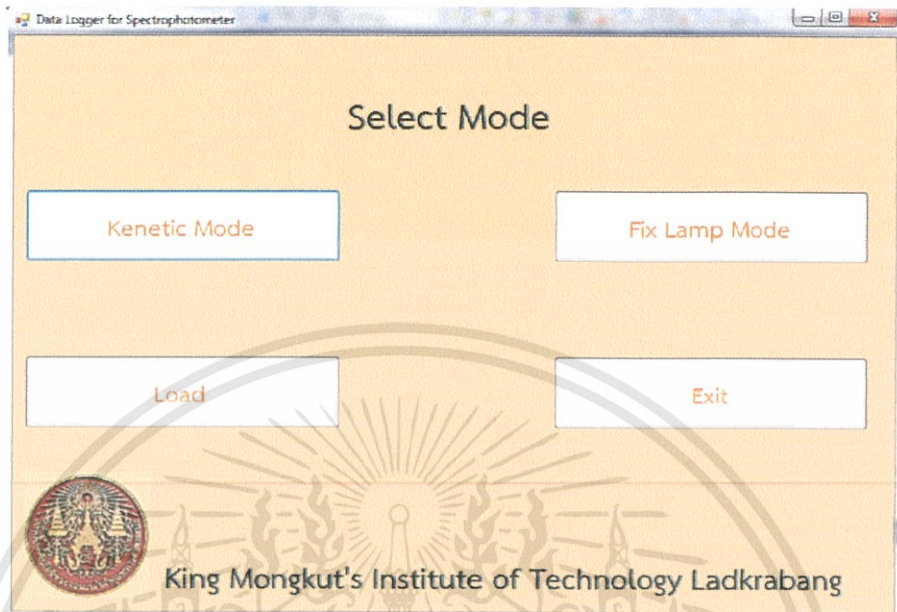 Data Logger for Spectrophotometer
Select Mode
Kenetic Mode
Fix Lamp Mode
Load
Exit
King Mongkut's Institute of Technology Ladkrabang